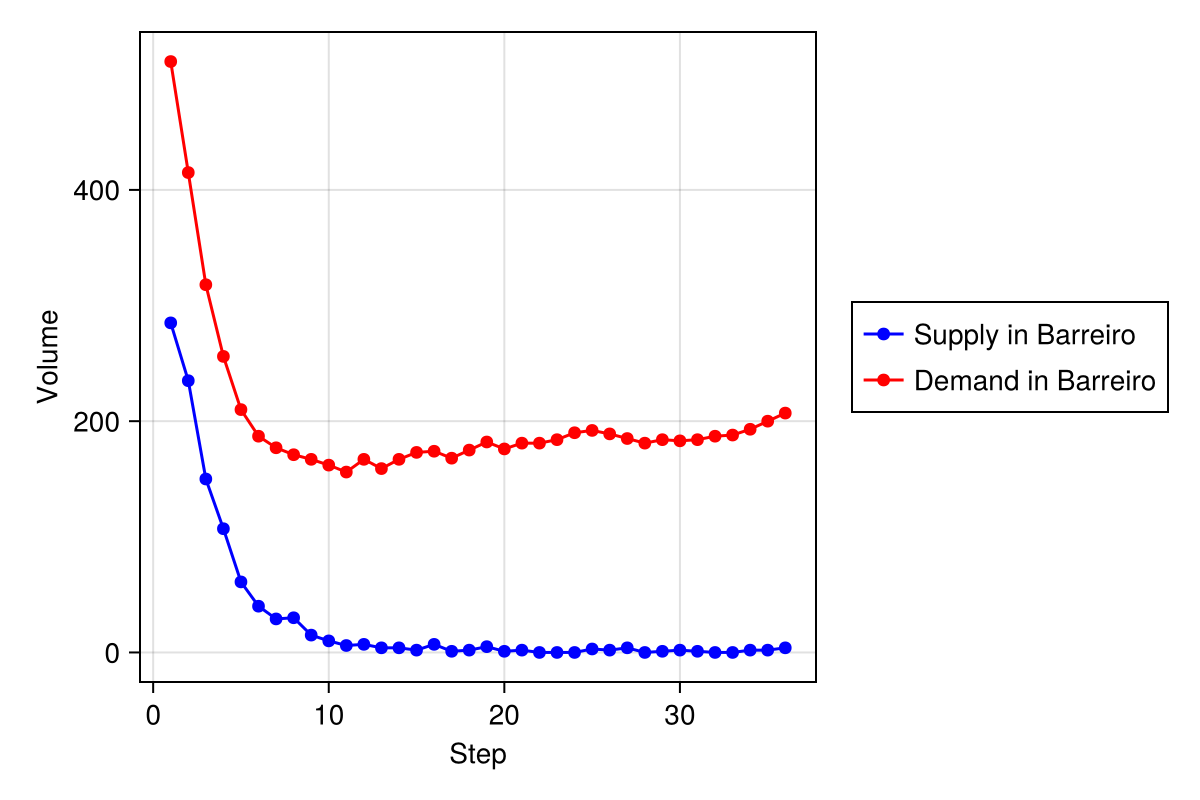 400
200
0
Volume
0 10 20 30
Step
Supply in Barreiro
Demand in Barreiro